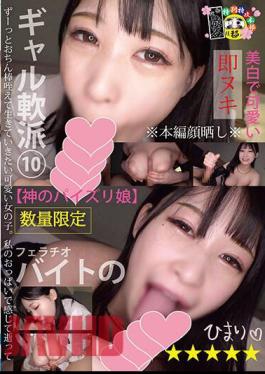 ギャル軟派⑩
美白で可愛い
即ヌキ
※本編顔晒し※
ずーっとおちん棒咥えて生きていきたい可愛い女の子。私のおっぱいで感じて逝って
【神のパイズリ娘】
数量限定
フェラチオ
バイトの
ひまり♡
★★★★★